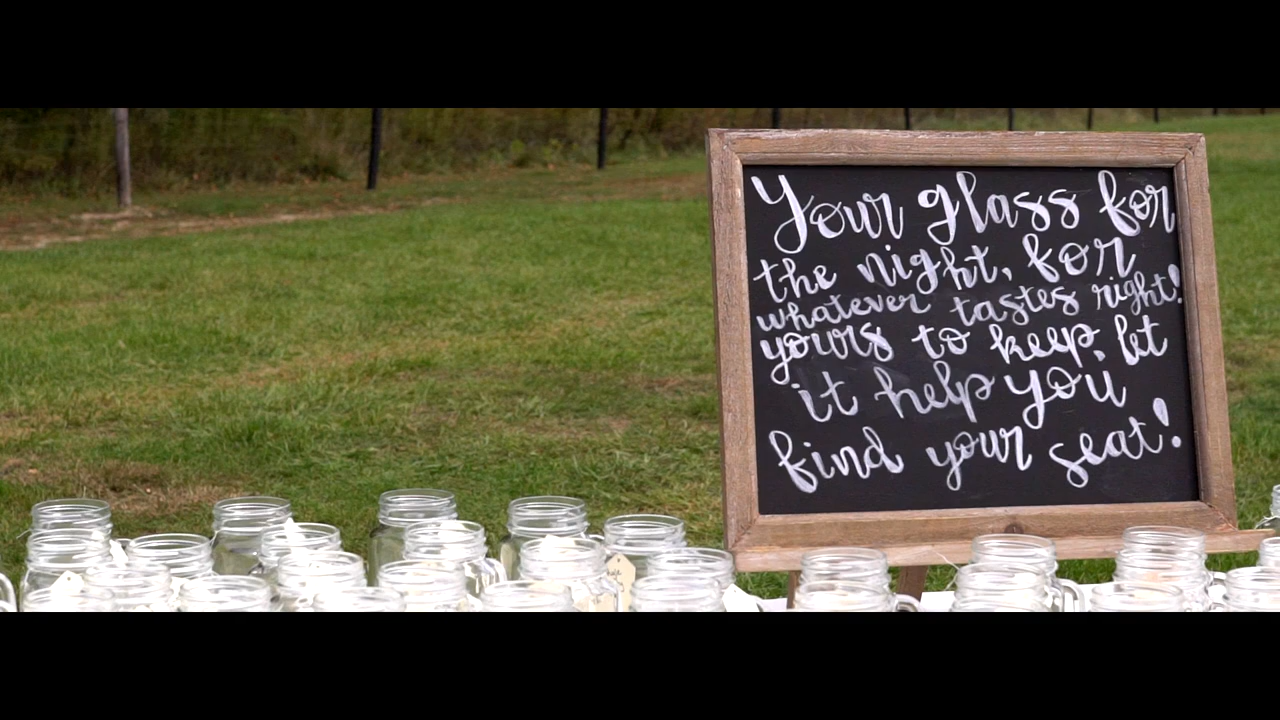 Your glass for
the night, for
whatever tastes right!
yours to keep, let
it help you
find your seat!